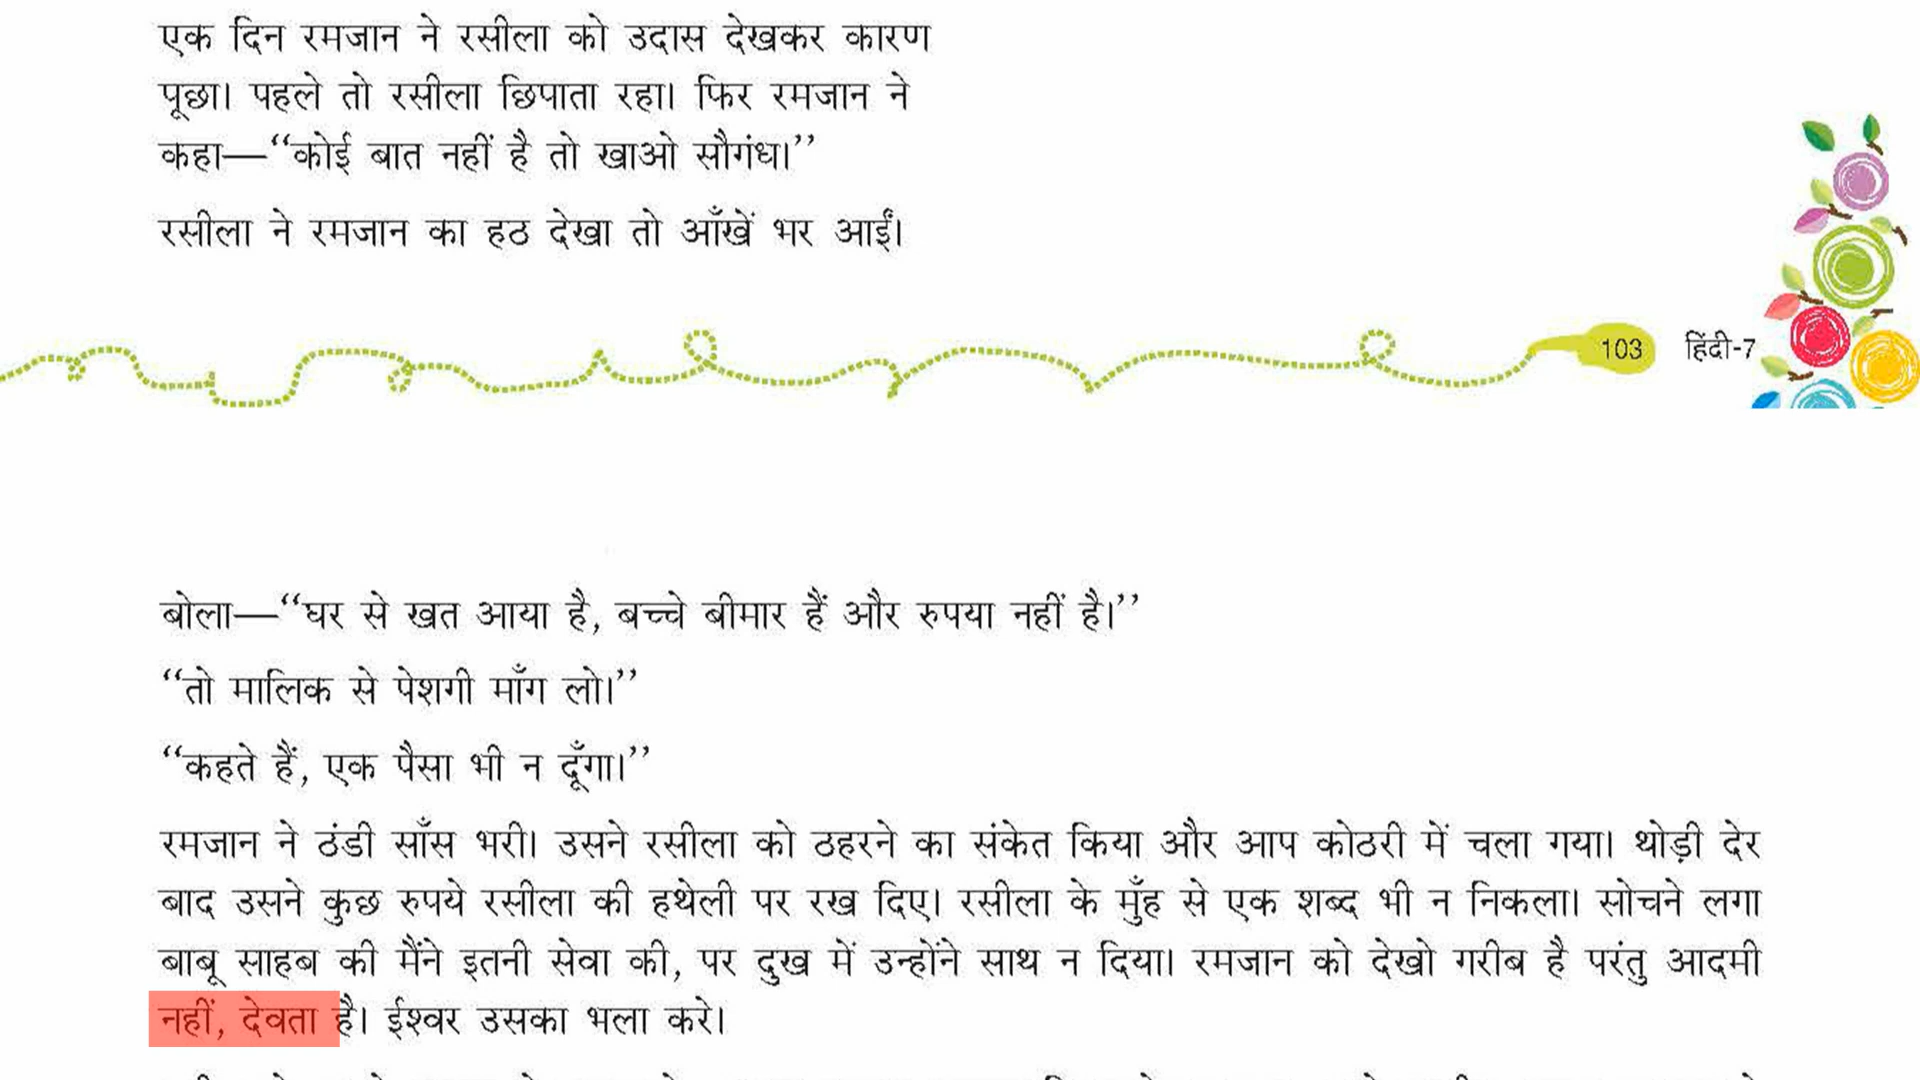 एक दिन रमजान ने रसीला को उदास देखकर कारण
पूछा। पहले तो रसीला छिपाता रहा। फिर रमजान ने
कहा—‘‘कोई बात नहीं है तो खाओ सौगंध।’’
रसीला ने रमजान का हठ देखा तो आँखें भर आईं।
103 हिंदी-7
बोला—‘‘घर से खत आया है, बच्चे बीमार हैं और रुपया नहीं है।’’
‘‘तो मालिक से पेशगी माँग लो।’’
‘‘कहते हैं, एक पैसा भी न दूँगा।’’
रमजान ने ठंडी साँस भरी। उसने रसीला को ठहरने का संकेत किया और आप कोठरी में चला गया। थोड़ी देर
बाद उसने कुछ रुपये रसीला की हथेली पर रख दिए। रसीला के मुँह से एक शब्द भी न निकला। सोचने लगा
बाबू साहब की मैंने इतनी सेवा की, पर दुख में उन्होंने साथ न दिया। रमजान को देखो गरीब है परंतु आदमी
नहीं, देवता है। ईश्वर उसका भला करे।